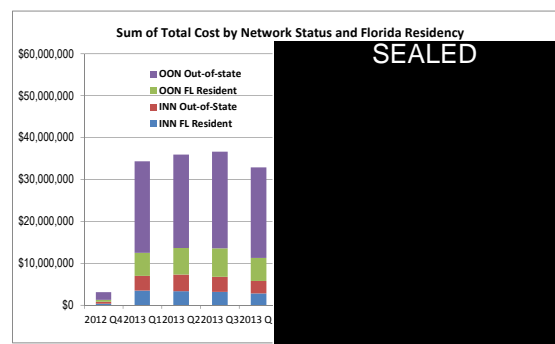 Sum of Total Cost by Network Status and Florida Residency
SEALED
$60,000,000
$50,000,000
$40,000,000
$30,000,000
$20,000,000
$10,000,000
$0
OON Out-of-state
OON FL Resident
INN Out-of-State
INN FL Resident
2012 Q4 2013 Q1 2013 Q2 2013 Q3 2013 Q